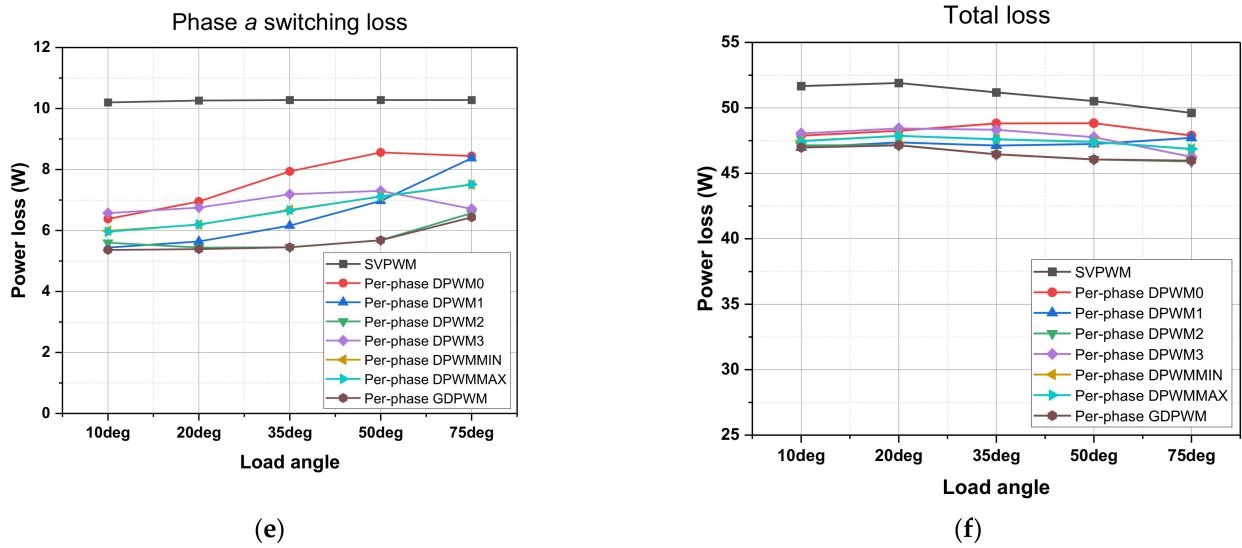 Phase a switching loss
12
10
8
6
4
2
0
Power loss (W)
10deg 20deg 35deg 50deg 75deg
Load angle
SVPWM
Per-phase DPWM0
Per-phase DPWM1
Per-phase DPWM2
Per-phase DPWM3
Per-phase DPWMMIN
Per-phase DPWMMAX
Per-phase GDPWM
(e)
Total loss
55
50
45
40
35
30
25
Power loss (W)
10deg 20deg 35deg 50deg 75deg
Load angle
SVPWM
Per-phase DPWM0
Per-phase DPWM1
Per-phase DPWM2
Per-phase DPWM3
Per-phase DPWMMIN
Per-phase DPWMMAX
Per-phase GDPWM
(f)